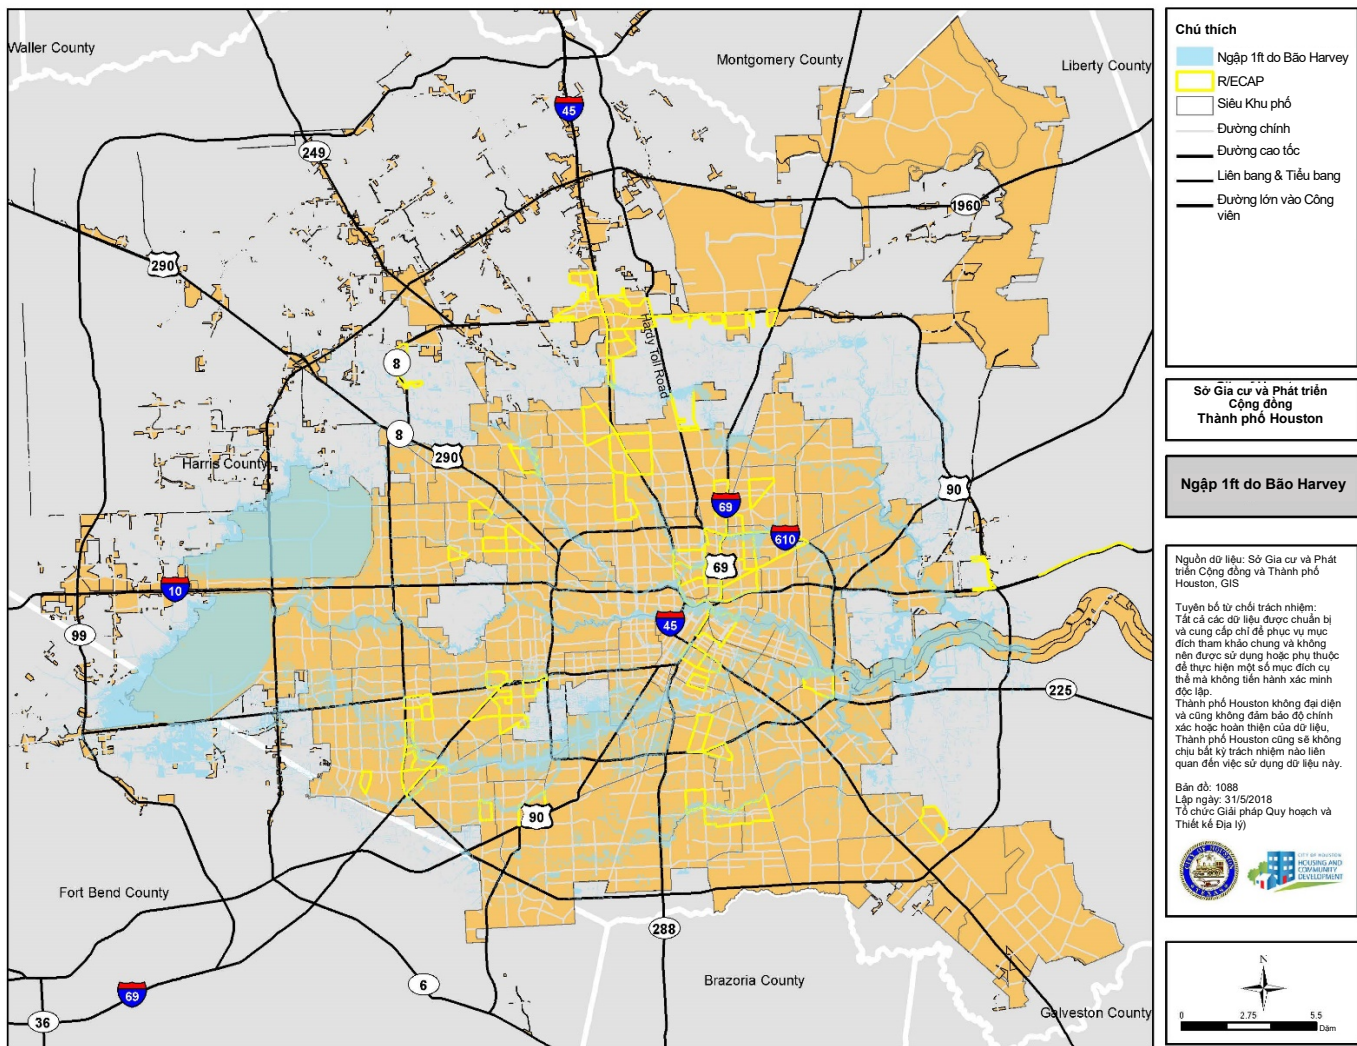 Waller County
Montgomery County
Liberty County
45
249
1960
290
Hardy Toll Road
8
8
290
Harris County
90
69
610
69
10
45
99
225
90
Fort Bend County
288
Brazoria County
6
69
36
Galveston County
Chú thích
Ngập 1ft do Bão Harvey
R/ECAP
Siêu Khu phố
Đường chính
Đường cao tốc
Liên bang & Tiểu bang
Đường lớn vào Công
viên
Sở Gia cư và Phát triển
Cộng đồng
Thành phố Houston
Ngập 1ft do Bão Harvey
Nguồn dữ liệu: Sở Gia cư và Phát
triển Cộng đồng và Thành phố
Houston, GIS
Tuyên bố từ chối trách nhiệm:
Tất cả các dữ liệu được chuẩn bị
và cung cấp chỉ để phục vụ mục
đích tham khảo chung và không
nên được sử dụng hoặc phụ thuộc
để thực hiện một số mục đích cụ
thể mà không tiến hành xác minh
độc lập.
Thành phố Houston không đại diện
và cũng không đảm bảo độ chính
xác hoặc hoàn thiện của dữ liệu,
Thành phố Houston cũng sẽ không
chịu bất kỳ trách nhiệm nào liên
quan đến việc sử dụng dữ liệu này.
Bản đồ: 1088
Lập ngày: 31/5/2018
Tổ chức Giải pháp Quy hoạch và
Thiết kế Địa lý)
CITY OF HOUSTON
HOUSING AND
COMMUNITY
DEVELOPMENT
N
0 2.75 5.5
Dặm